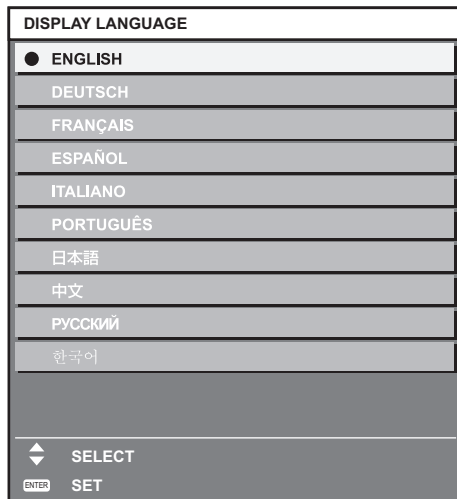 DISPLAY LANGUAGE
ENGLISH
DEUTSCH
FRANÇAIS
ESPAÑOL
ITALIANO
PORTUGUÊS
日本語
中文
РУССКИЙ
한국어
SELECT
ENTER SET